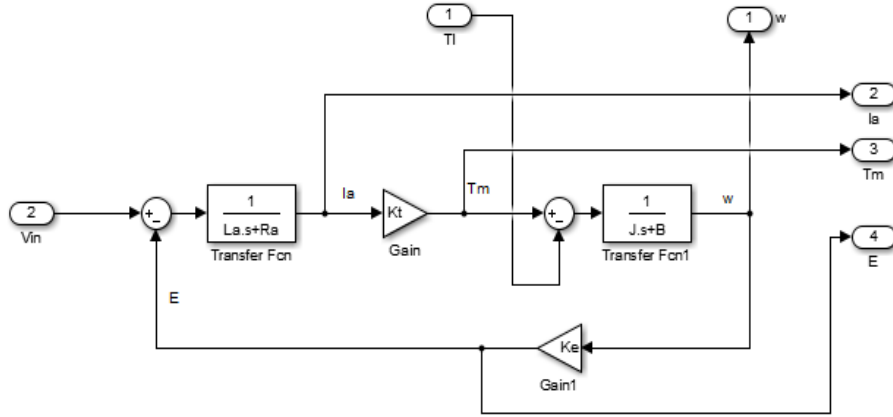 1
Tl
1
w
2
Ia
3
Tm
2
Vin
+
-
1
La.s+Ra
Transfer Fcn
Ia
Kt
Gain
Tm
+
-
1
J.s+B
Transfer Fcn1
w
4
E
E
Ke
Gain1